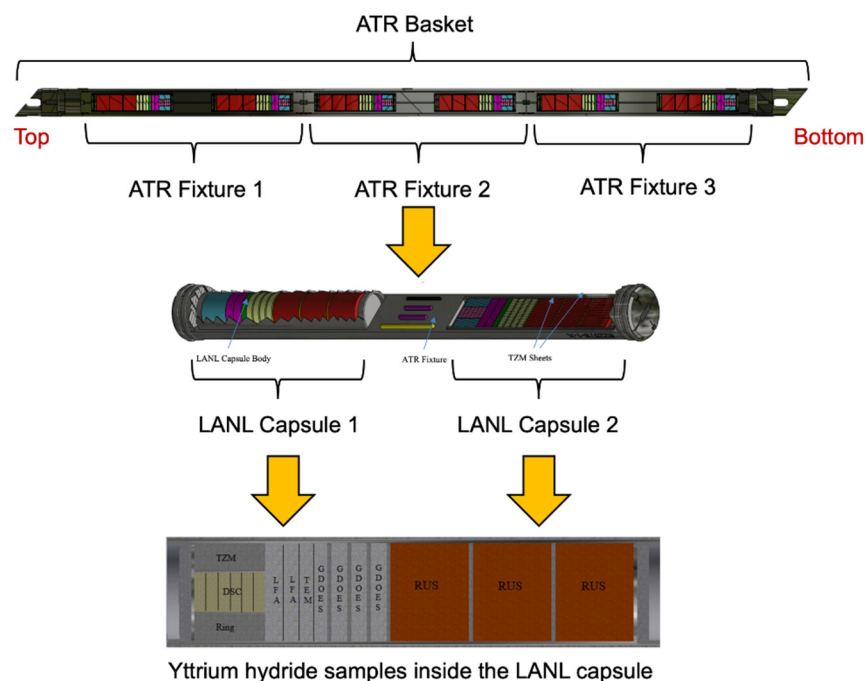 ATR Basket
Top
Bottom
ATR Fixture 1
ATR Fixture 2
ATR Fixture 3
LANL Capsule Body
ATR Fixture
TZM Sheets
LANL Capsule 1
LANL Capsule 2
TZM
DSC
Ring
LFA
LFA
TEM
GDOES
GDOES
GDOES
GDOES
RUS
RUS
RUS
Yttrium hydride samples inside the LANL capsule